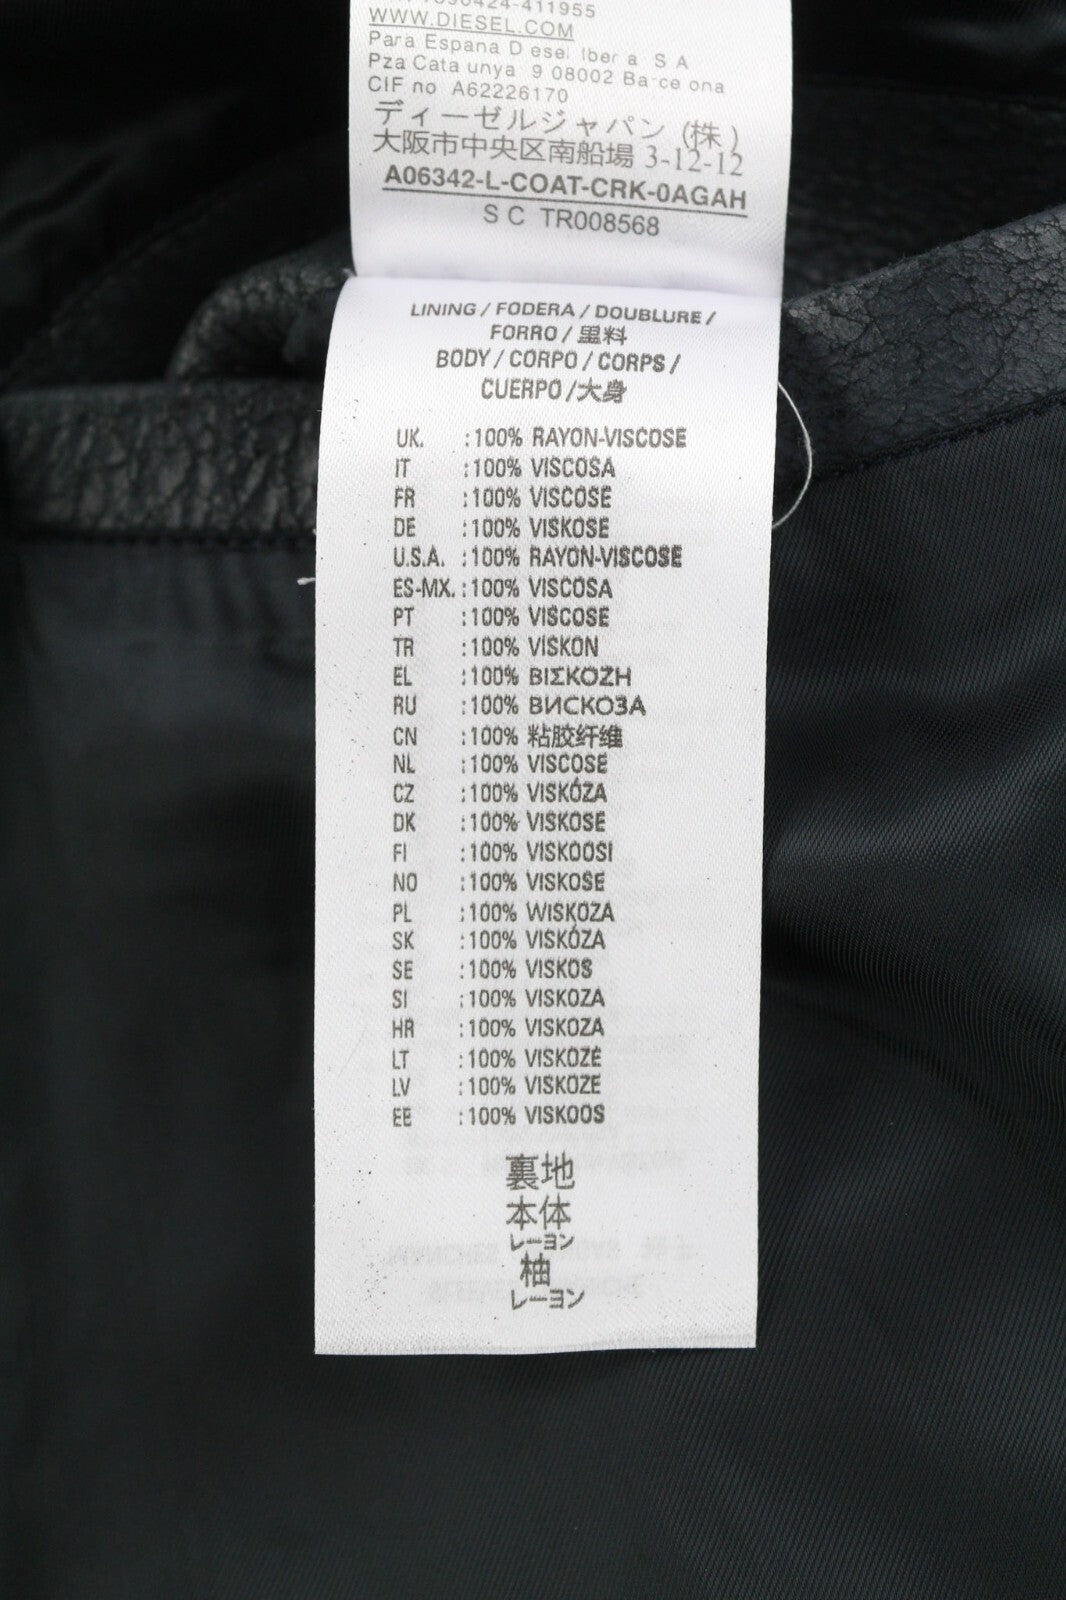 424-411955
WWW.DIESEL.COM
Para Espana D esel Iber a S A
Pza Cata unya 9 08002 Barce ona
CIF no A62226170
ディーゼルジャパン (株)
大阪市中央区南船場 3-12-12
A06342-L-COAT-CRK-0AGAH
S C TR008568
LINING / FODERA / DOUBLURE /
FORRO / 里料
BODY / CORPO / CORPS /
CUERPO / 大身
UK. : 100% RAYON-VISCOSE
IT : 100% VISCOSA
FR : 100% VISCOSE
DE : 100% VISKOSE
U.S.A. : 100% RAYON-VISCOSE
ES-MX. : 100% VISCOSA
PT : 100% VISCOSE
TR : 100% VISKON
EL : 100% ΒΙΣΚΟΖΗ
RU : 100% ВИСКОЗА
CN : 100% 粘胶纤维
NL : 100% VISCOSE
CZ : 100% VISKÓZA
DK : 100% VISKOSE
FI : 100% VISKOOSI
NO : 100% VISKOSE
PL : 100% WISKOZA
SK : 100% VISKÓZA
SE : 100% VISKOS
SI : 100% VISKOZA
HR : 100% VISKOZA
LT : 100% VISKOZĖ
LV : 100% VISKOZE
EE : 100% VISKOOS
裏地
本体
レーヨン
柚
レーヨン